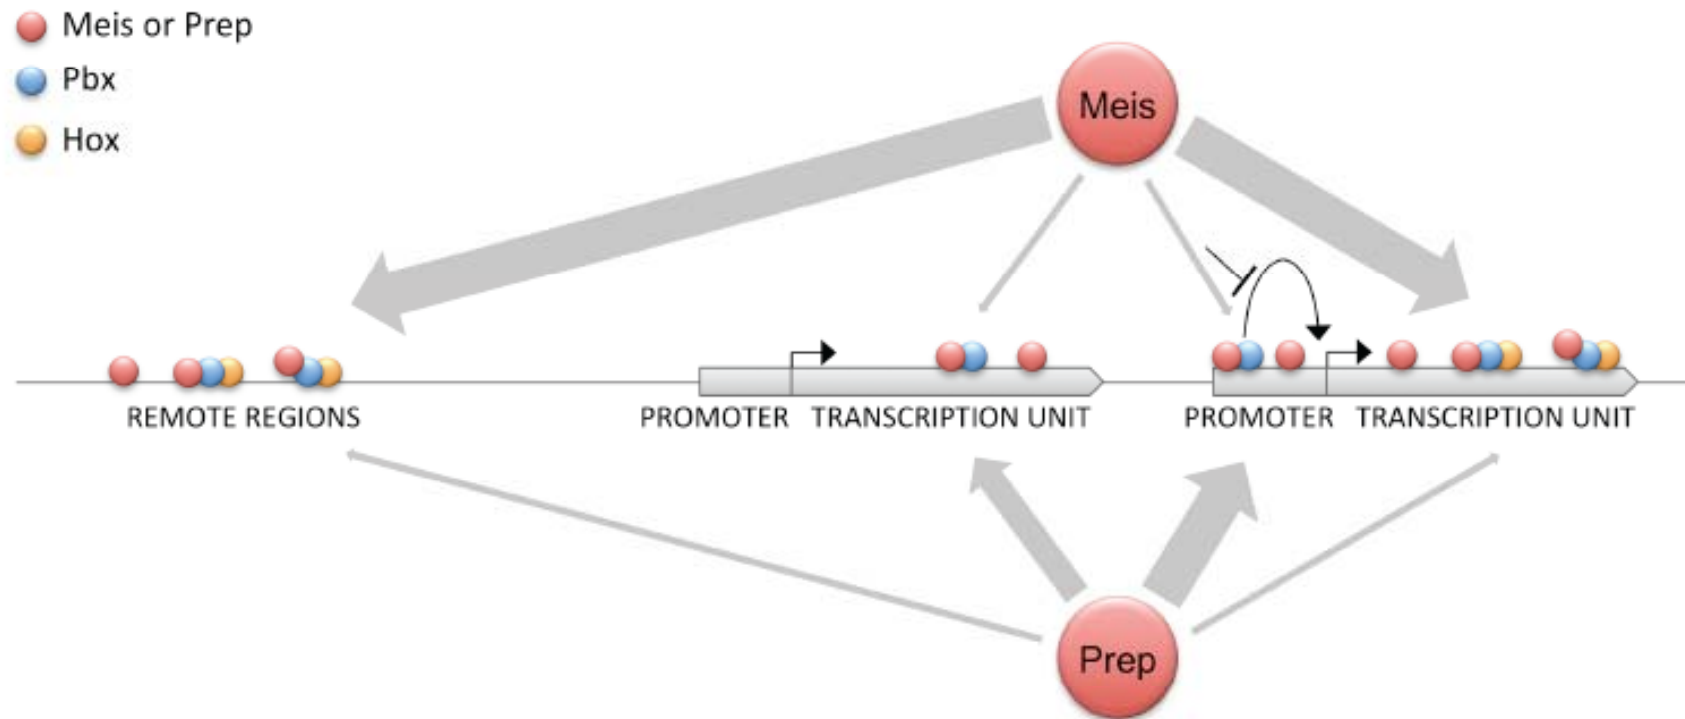 Meis or Prep
Pbx
Hox
Meis
REMOTE REGIONS
PROMOTER
TRANSCRIPTION UNIT
PROMOTER
TRANSCRIPTION UNIT
Prep